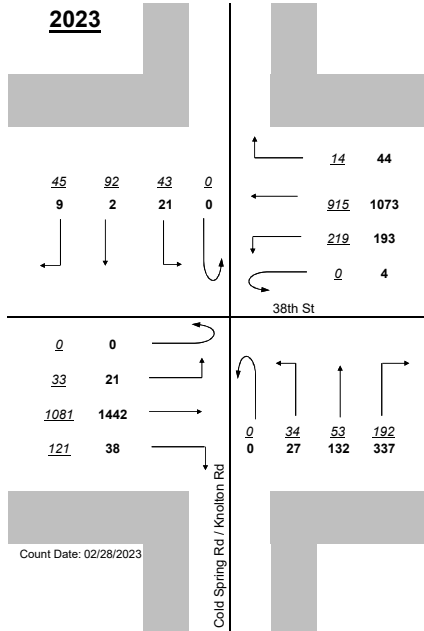 2023
14 44
45 92 43 0
9 2 21 0
915 1073
219 193
0 4
38th St
0 0
33 21
1081 1442
121 38
0 34 53 192
0 27 132 337
Cold Spring Rd / Knolton Rd
Count Date: 02/28/2023